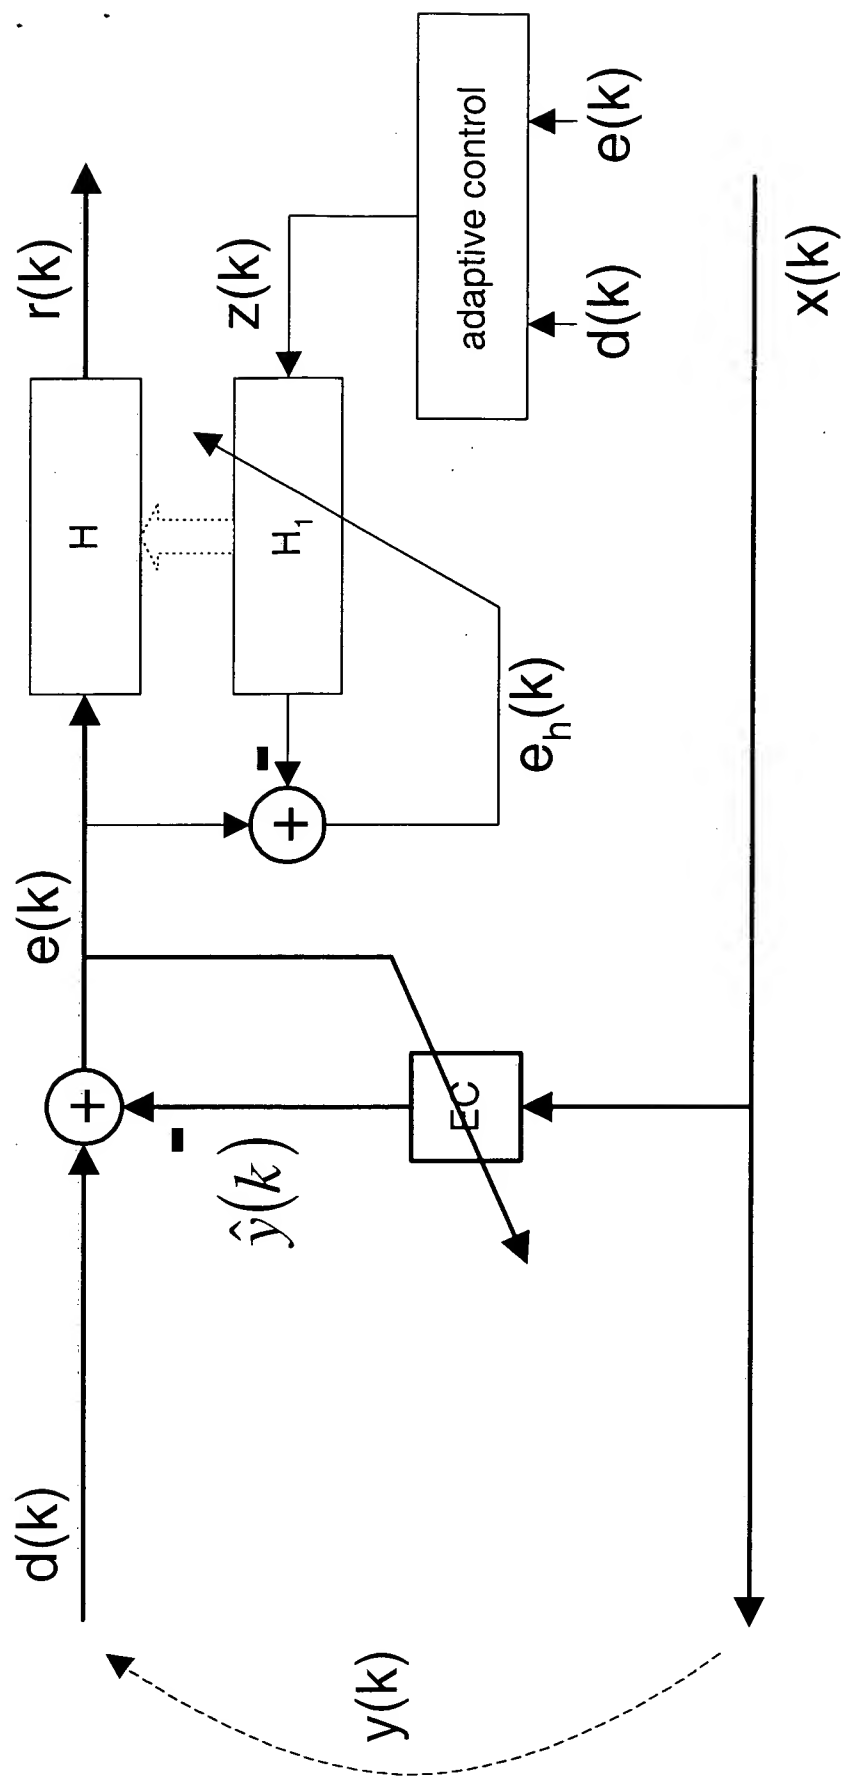 d(k)
e(k)
r(k)
+
-
H
ŷ(k)
+
-
H₁
z(k)
y(k)
EC
eₕ(k)
adaptive control
d(k)
e(k)
x(k)